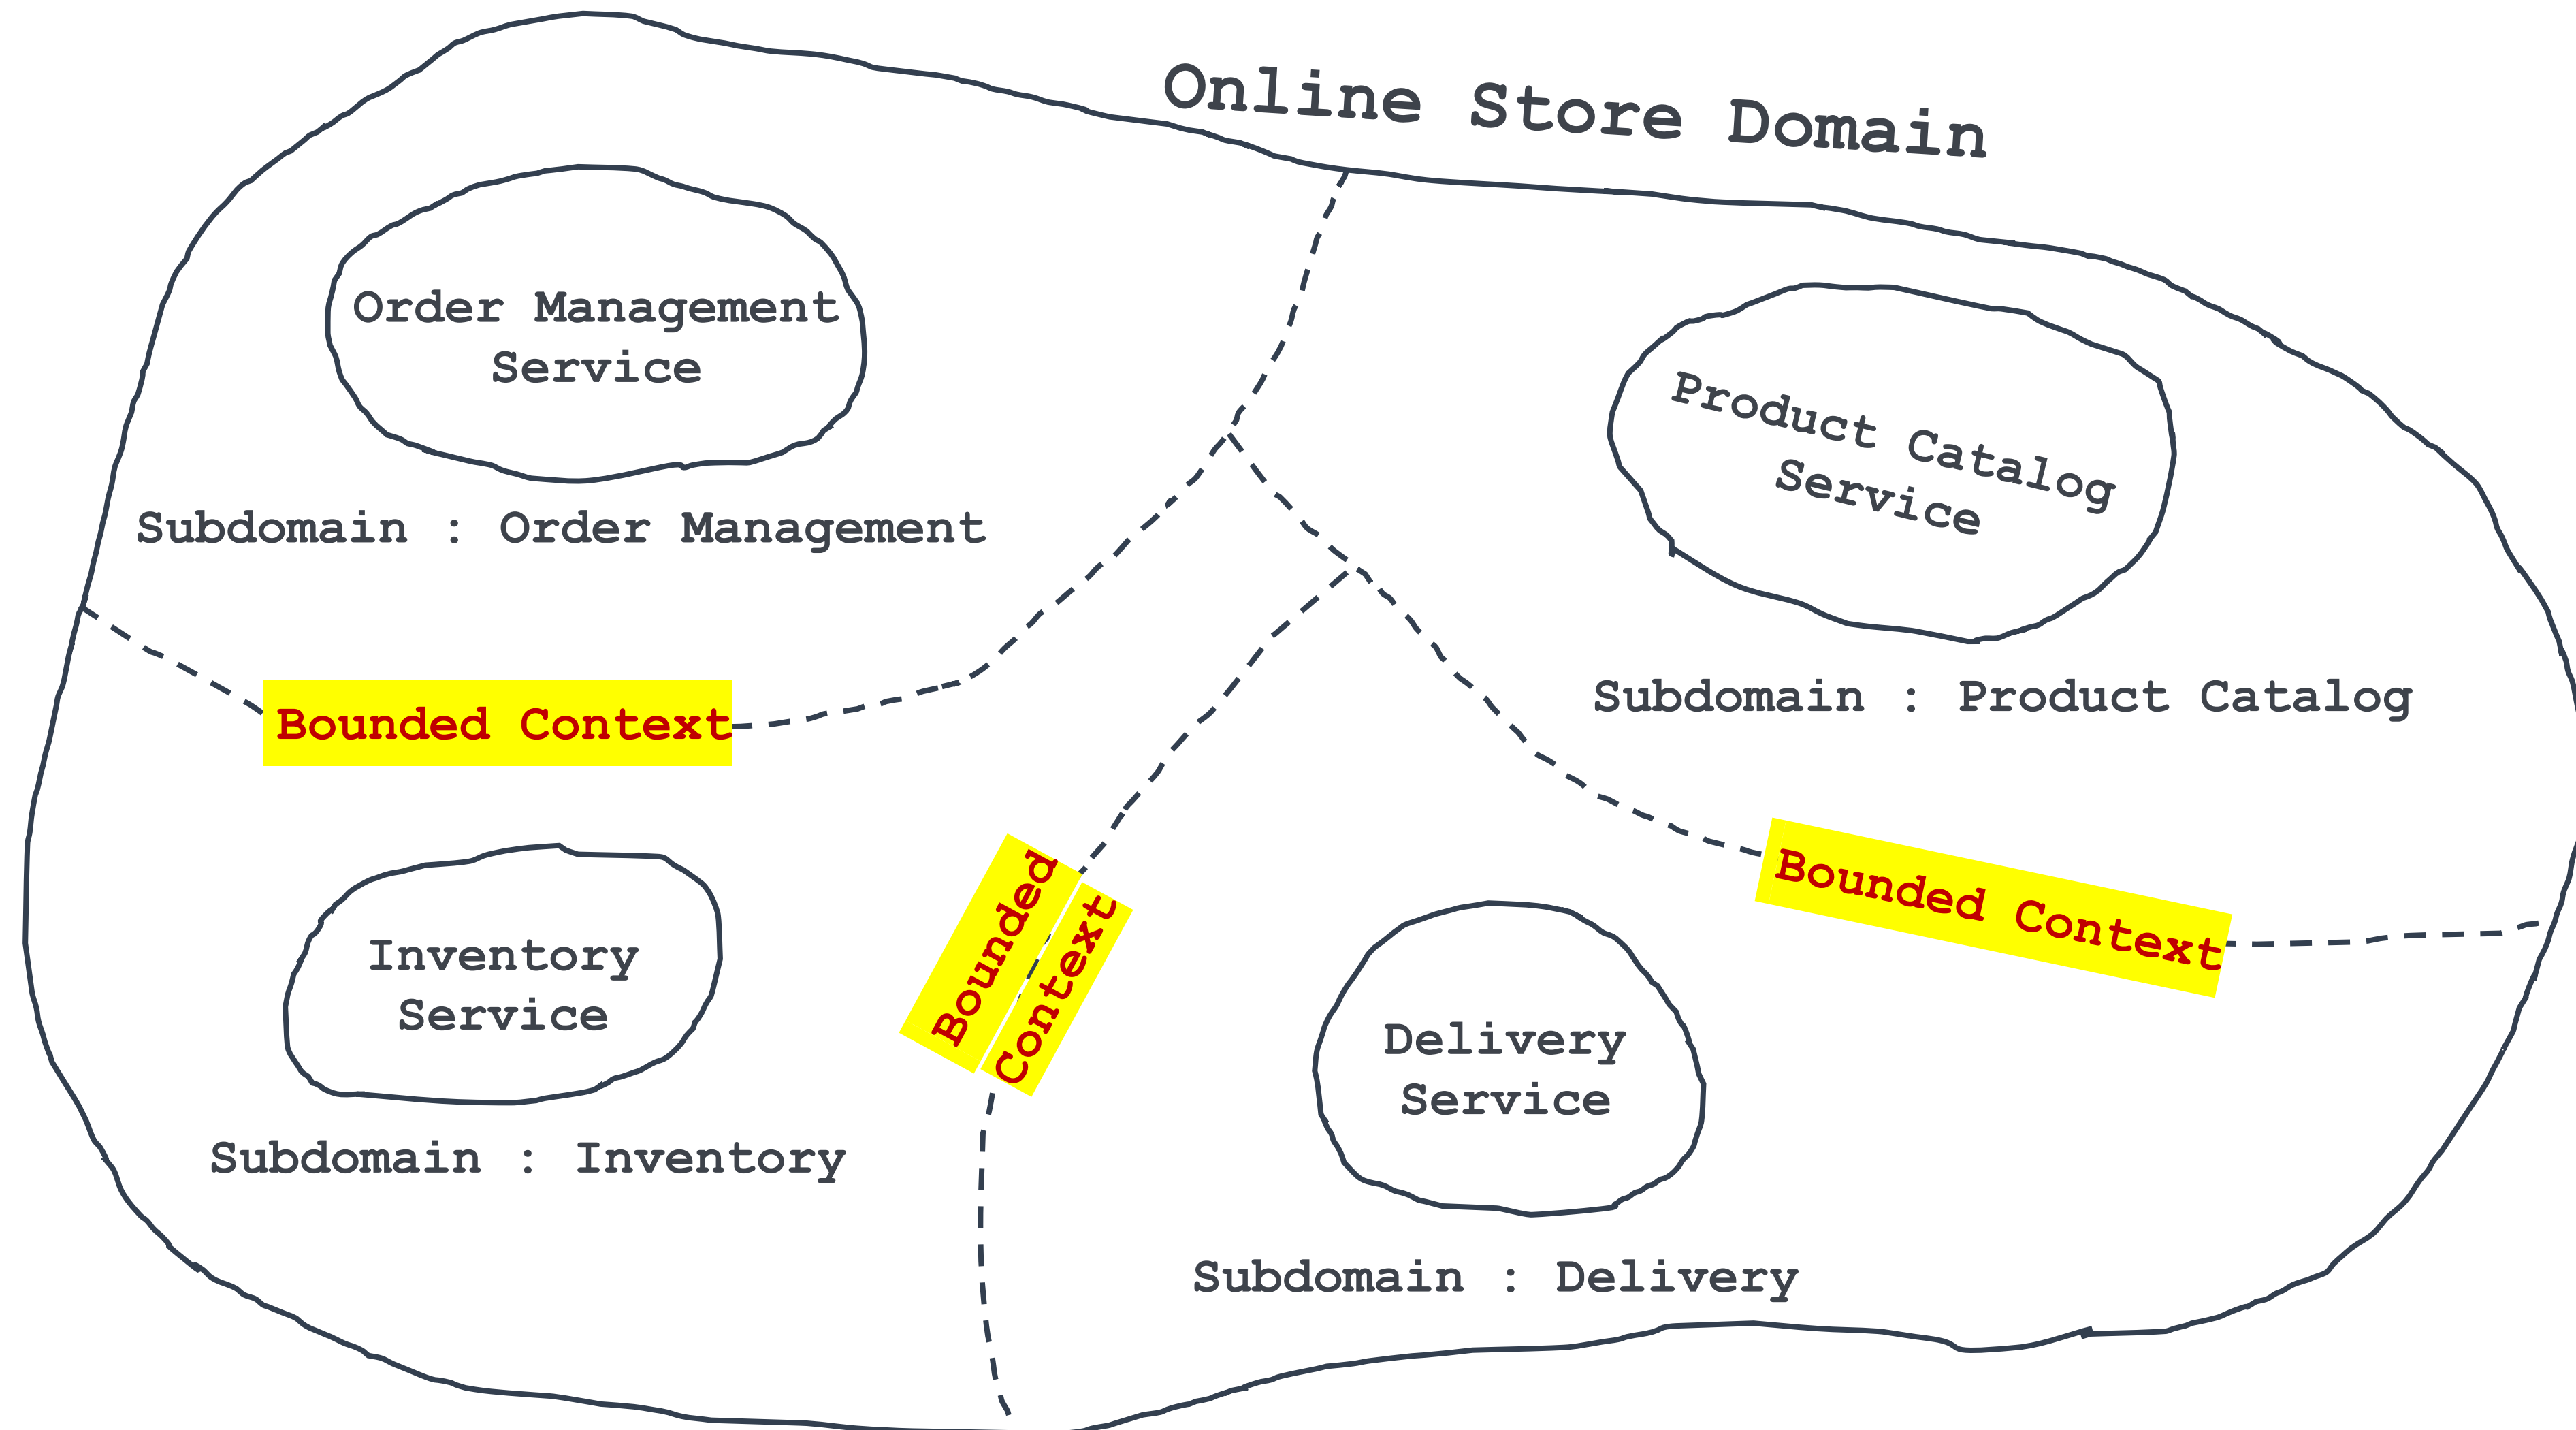 Online Store Domain
Order Management
Service
Subdomain : Order Management
Product Catalog
Service
Subdomain : Product Catalog
Bounded Context
Bounded
Context
Bounded Context
Inventory
Service
Subdomain : Inventory
Delivery
Service
Subdomain : Delivery